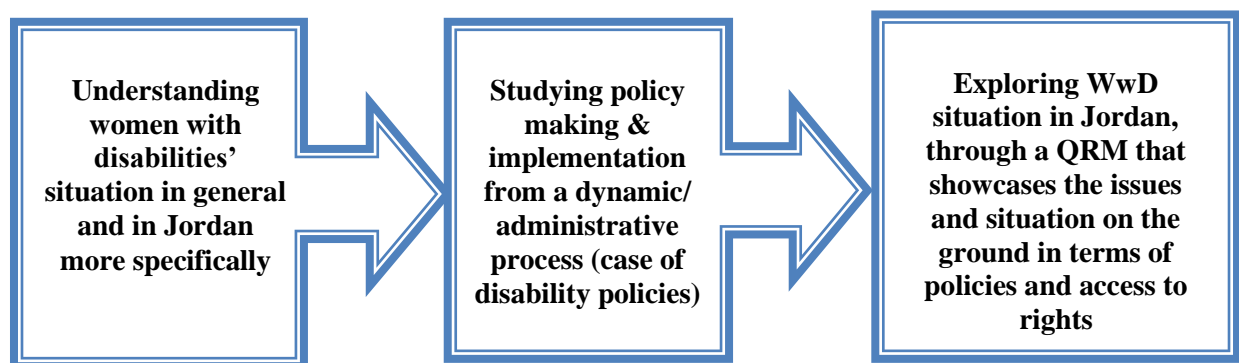 Understanding
women with
disabilities’
situation in general
and in Jordan
more specifically
Studying policy
making &
implementation
from a dynamic/
administrative
process (case of
disability policies)
Exploring WwD
situation in Jordan,
through a QRM that
showcases the issues
and situation on the
ground in terms of
policies and access to
rights